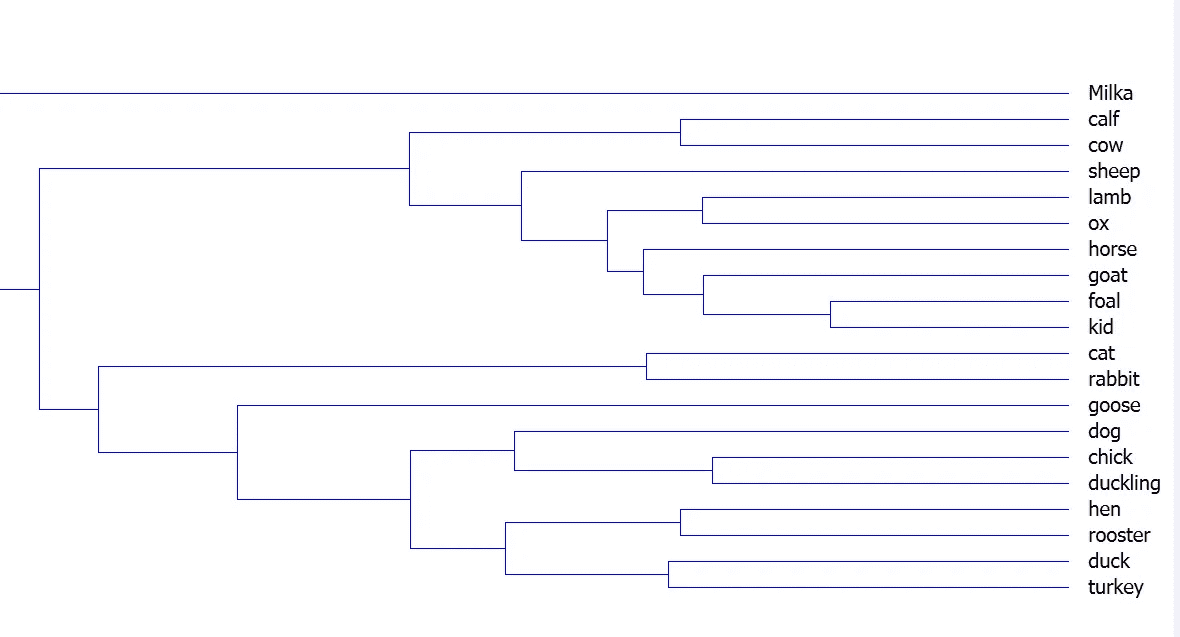 Milka
calf
cow
sheep
lamb
ox
horse
goat
foal
kid
cat
rabbit
goose
dog
chick
duckling
hen
rooster
duck
turkey